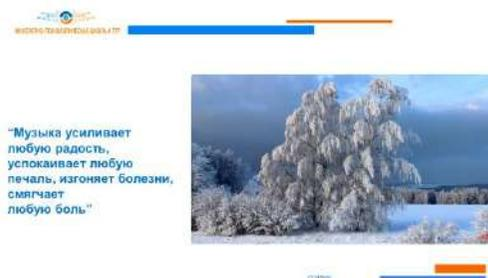 "Музыка усиливает
любую радость,
успокаивает любую
печаль, изгоняет болезни,
смягчает
любую боль"